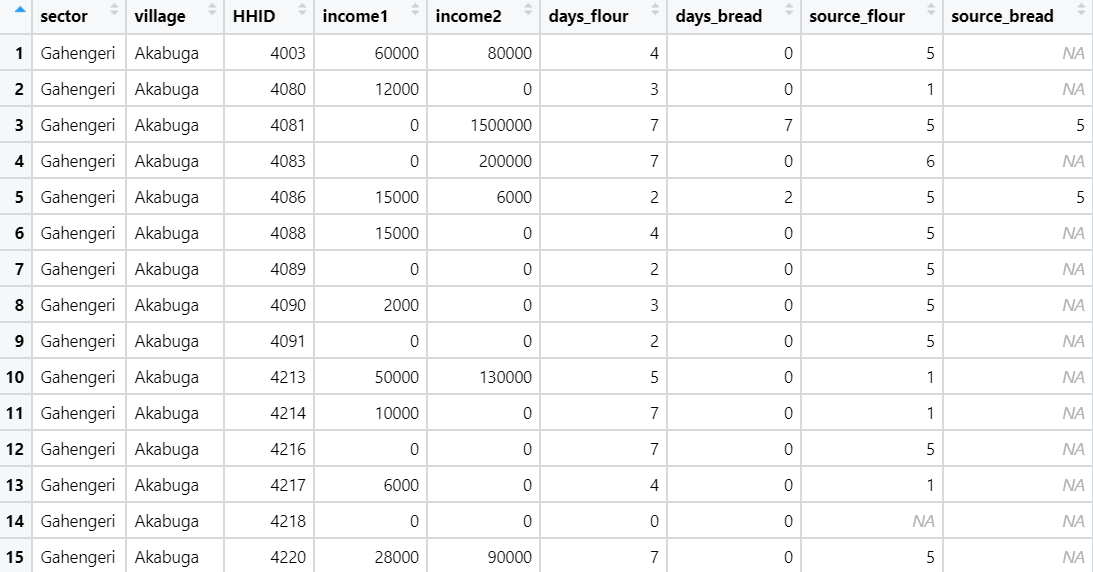 sector village HHID income1 income2 days_flour days_bread source_flour source_bread
1 Gahengeri Akabuga 4003 60000 80000 4 0 5 NA
2 Gahengeri Akabuga 4080 12000 0 3 0 1 NA
3 Gahengeri Akabuga 4081 0 1500000 7 7 5 5
4 Gahengeri Akabuga 4083 0 200000 7 0 6 NA
5 Gahengeri Akabuga 4086 15000 6000 2 2 5 5
6 Gahengeri Akabuga 4088 15000 0 4 0 5 NA
7 Gahengeri Akabuga 4089 0 0 2 0 5 NA
8 Gahengeri Akabuga 4090 2000 0 3 0 5 NA
9 Gahengeri Akabuga 4091 0 0 2 0 5 NA
10 Gahengeri Akabuga 4213 50000 130000 5 0 1 NA
11 Gahengeri Akabuga 4214 10000 0 7 0 1 NA
12 Gahengeri Akabuga 4216 0 0 7 0 5 NA
13 Gahengeri Akabuga 4217 6000 0 4 0 1 NA
14 Gahengeri Akabuga 4218 0 0 0 0 NA NA
15 Gahengeri Akabuga 4220 28000 90000 7 0 5 NA